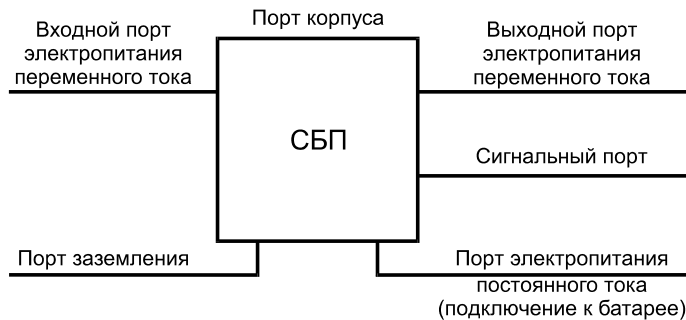 Порт корпуса
Входной порт
электропитания
переменного тока
Выходной порт
электропитания
переменного тока
СБП
Сигнальный порт
Порт заземления
Порт электропитания
постоянного тока
(подключение к батарее)